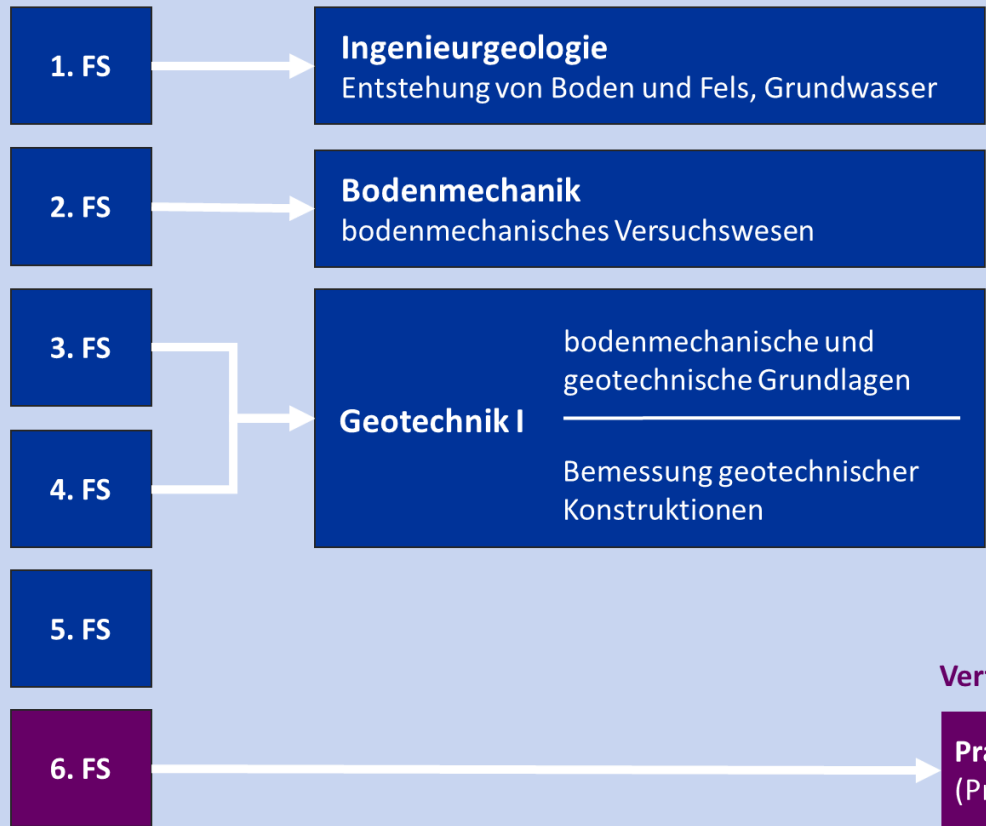 1. FS
Ingenieurgeologie
Entstehung von Boden und Fels, Grundwasser
2. FS
Bodenmechanik
bodenmechanisches Versuchswesen
3. FS
4. FS
Geotechnik I
bodenmechanische und
geotechnische Grundlagen
Bemessung geotechnischer
Konstruktionen
5. FS
6. FS